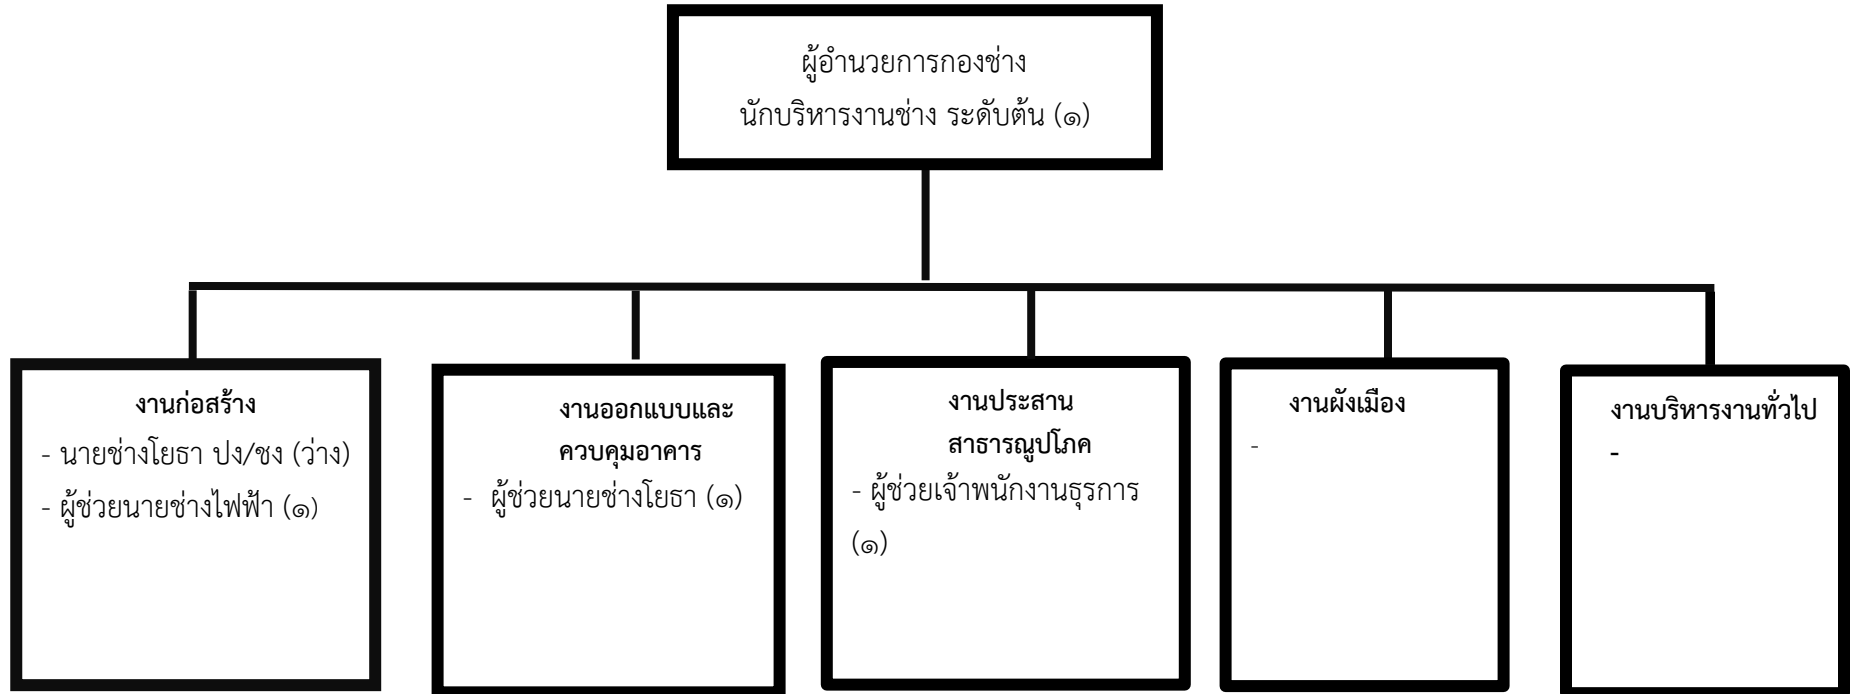 ผู้อำนวยการกองช่าง
นักบริหารงานช่าง ระดับต้น (๑)
งานก่อสร้าง
- นายช่างโยธา ปง/ชง (ว่าง)
- ผู้ช่วยนายช่างไฟฟ้า (๑)
งานออกแบบและ
ควบคุมอาคาร
- ผู้ช่วยนายช่างโยธา (๑)
งานประสาน
สาธารณูปโภค
- ผู้ช่วยเจ้าพนักงานธุรการ
(๑)
งานผังเมือง
-
งานบริหารงานทั่วไป
-